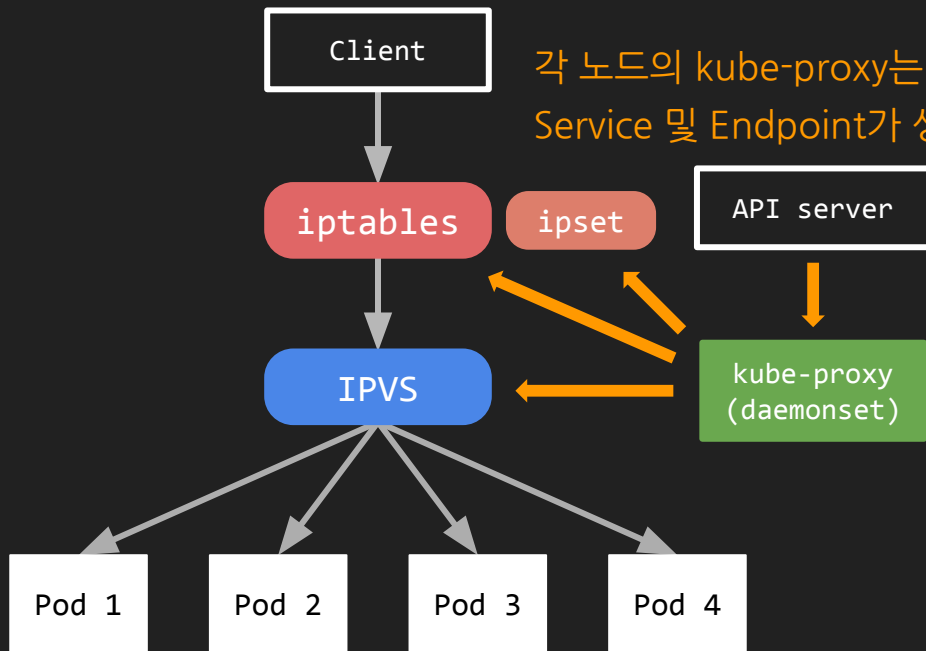 Client
각 노드의 kube-proxy는
Service 및 Endpoint가
iptables
ipset
API server
IPVS
kube-proxy
(daemonset)
Pod 1
Pod 2
Pod 3
Pod 4